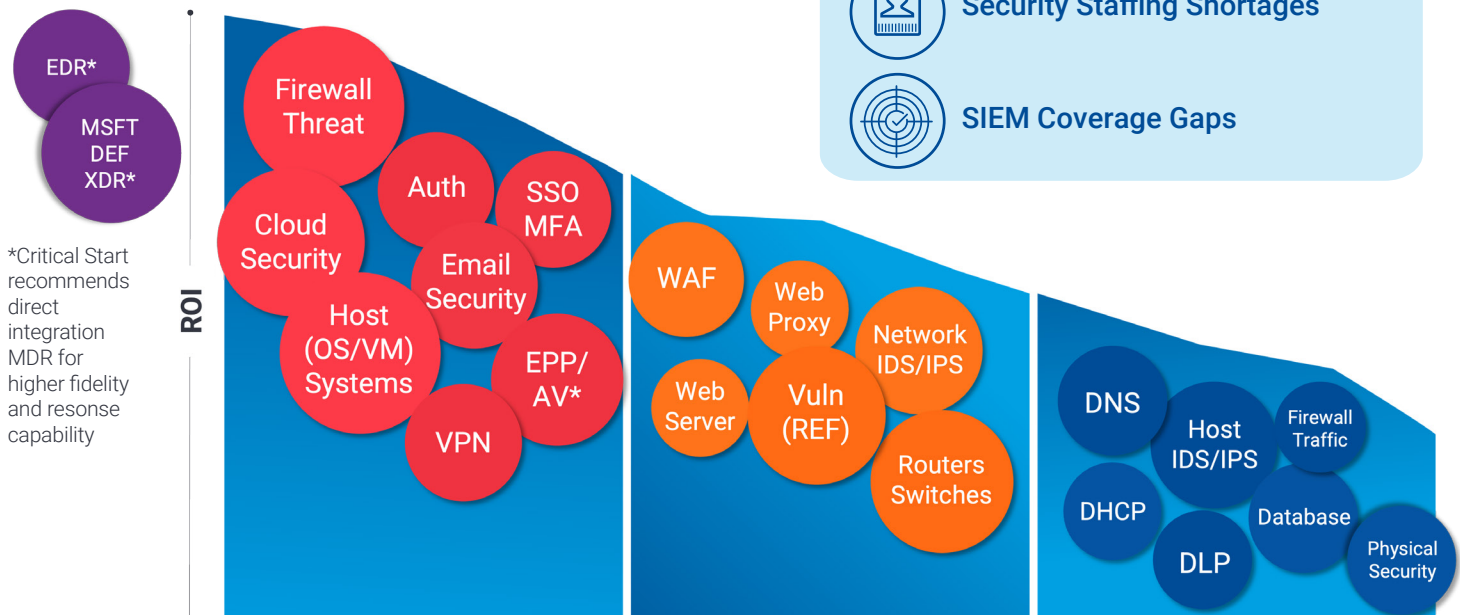 Security Staffing Shortages
SIEM Coverage Gaps
EDR*
MSFT
DEF
XDR*
*Critical Start
recommends
direct
integration
MDR for
higher fidelity
and resonse
capability
ROI
Firewall
Threat
Auth
SSO
MFA
Cloud
Security
Email
Security
Host
(OS/VM)
Systems
EPP/
AV*
VPN
WAF
Web
Proxy
Network
IDS/IPS
Web
Server
Vuln
(REF)
Routers
Switches
DNS
Host
IDS/IPS
Firewall
Traffic
DHCP
Database
DLP
Physical
Security